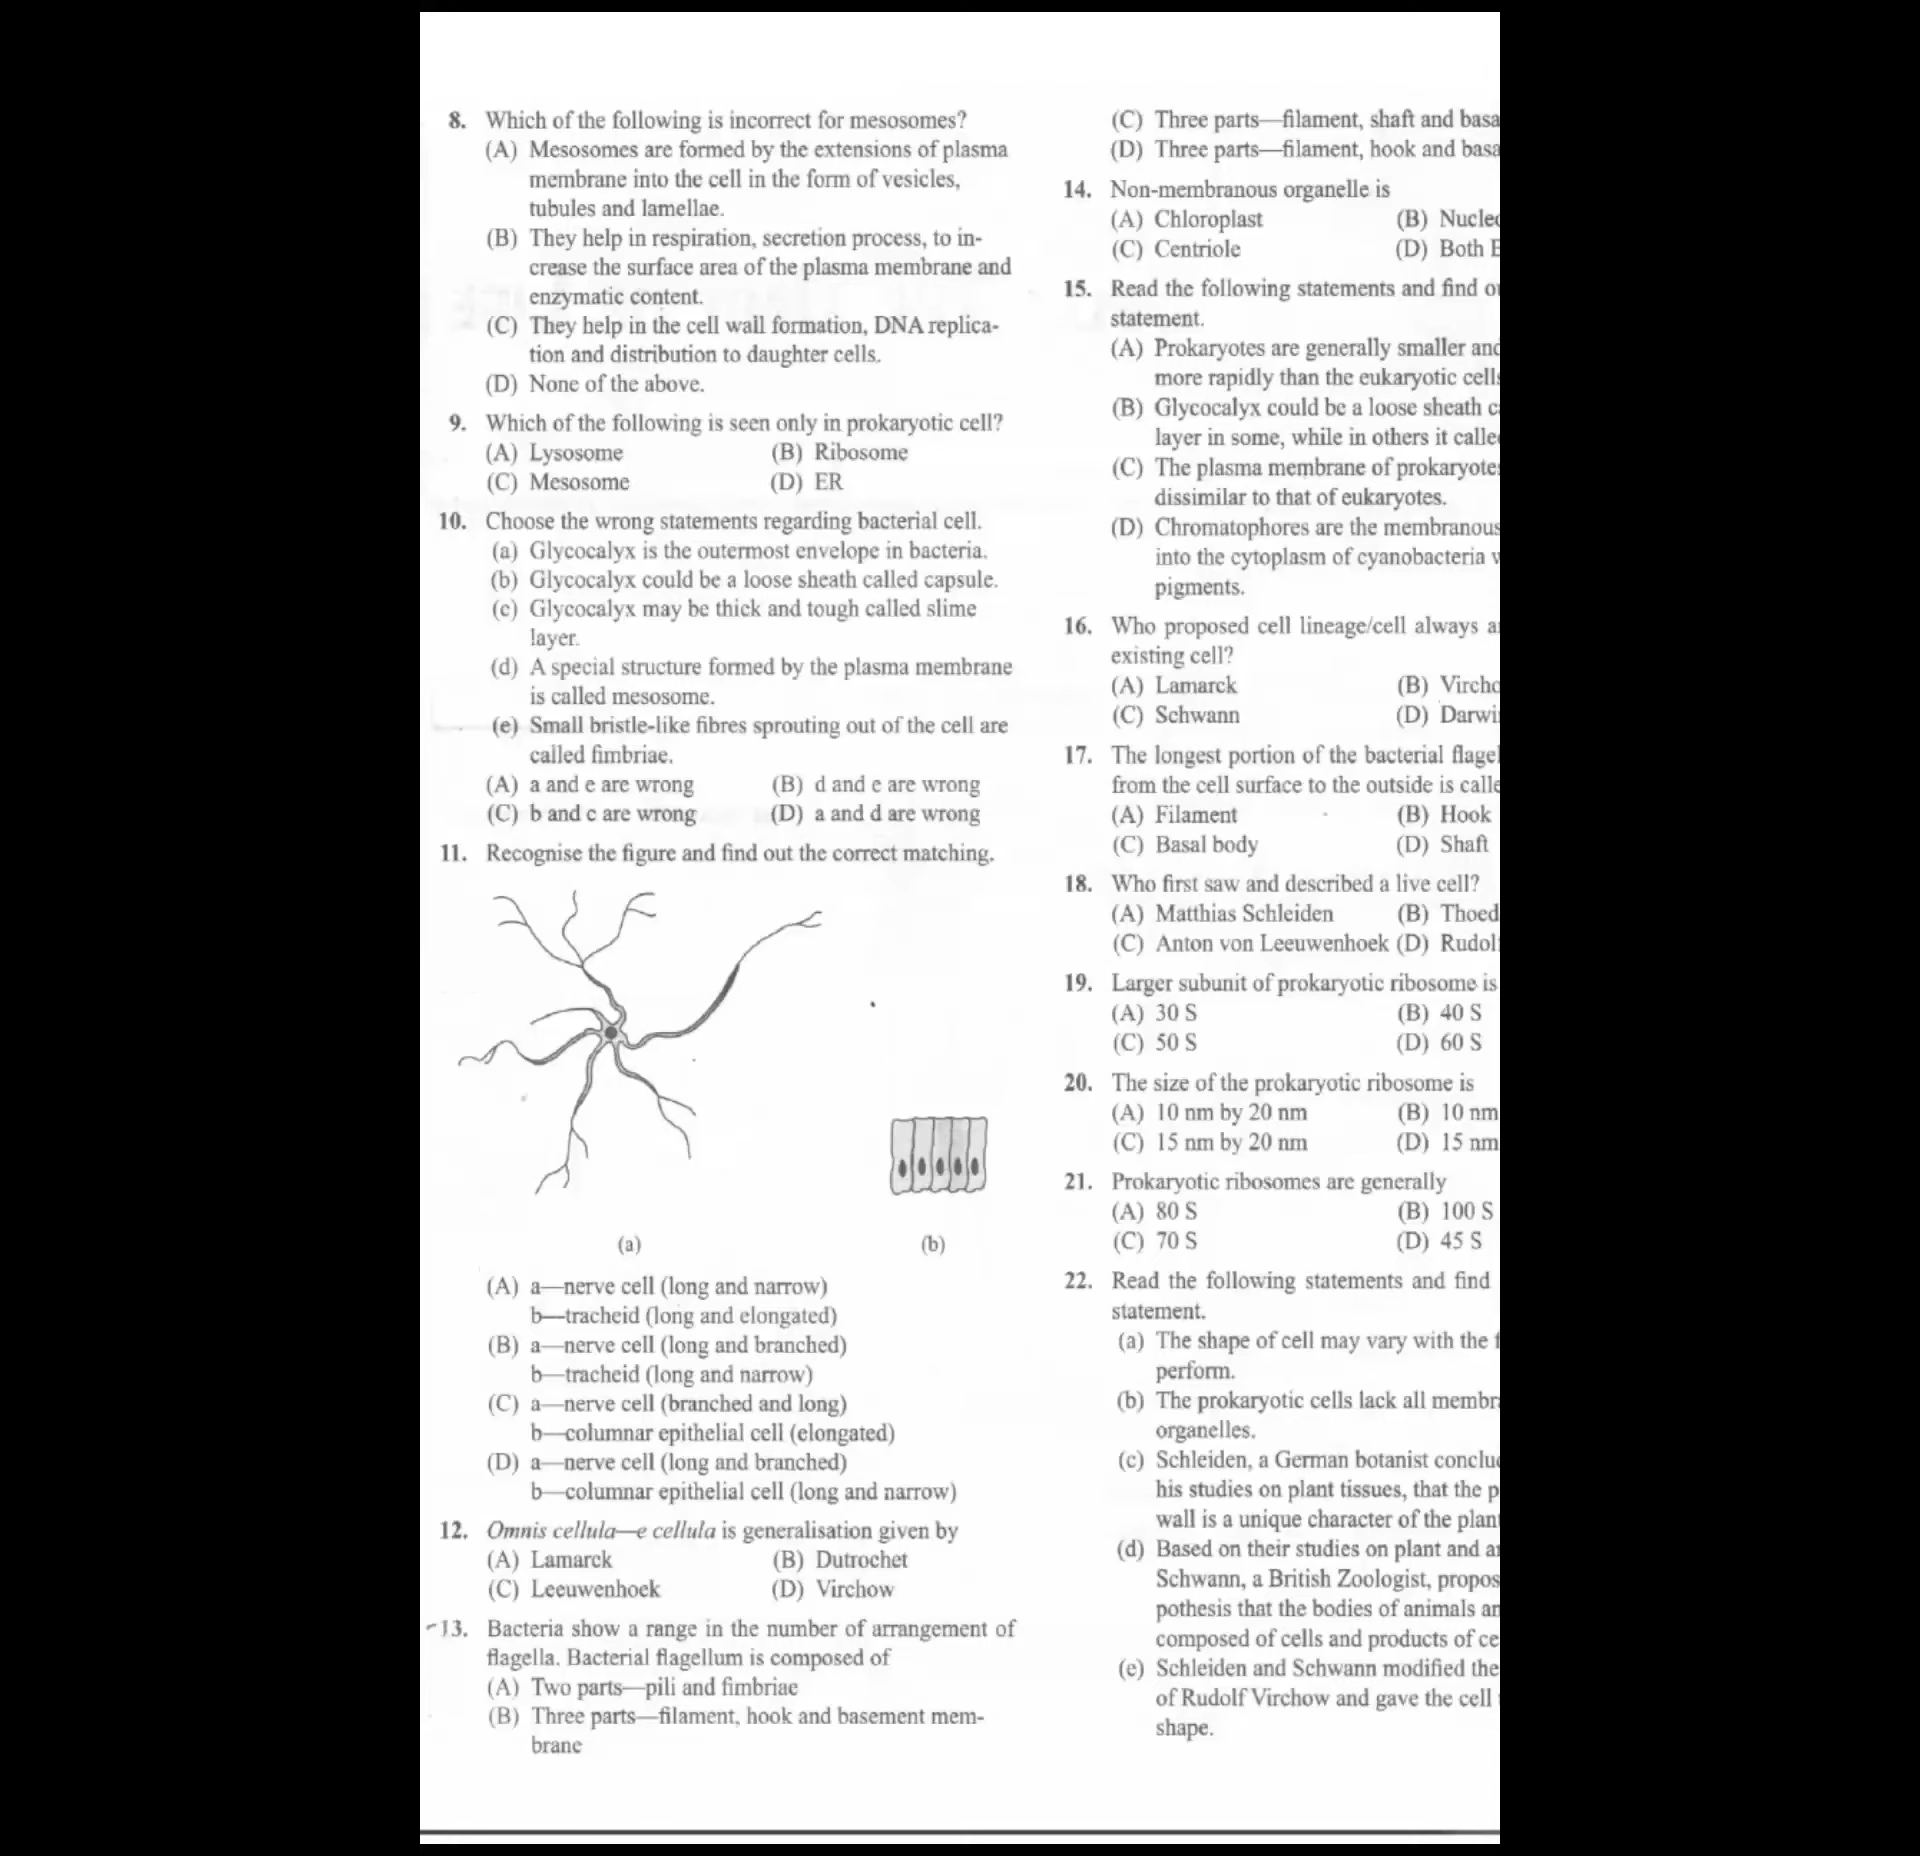 8. Which of the following is incorrect for mesosomes?
(A) Mesosomes are formed by the extensions of plasma
membrane into the cell in the form of vesicles,
tubules and lamellae.
(B) They help in respiration, secretion process, to in-
crease the surface area of the plasma membrane and
enzymatic content.
(C) They help in the cell wall formation, DNA replica-
tion and distribution to daughter cells.
(D) None of the above.
9. Which of the following is seen only in prokaryotic cell?
(A) Lysosome (B) Ribosome
(C) Mesosome (D) ER
10. Choose the wrong statements regarding bacterial cell.
(a) Glycocalyx is the outermost envelope in bacteria.
(b) Glycocalyx could be a loose sheath called capsule.
(c) Glycocalyx may be thick and tough called slime
layer.
(d) A special structure formed by the plasma membrane
is called mesosome.
(e) Small bristle-like fibres sprouting out of the cell are
called fimbriae.
(A) a and e are wrong (B) d and e are wrong
(C) b and c are wrong (D) a and d are wrong
11. Recognise the figure and find out the correct matching.
(a) (b)
(A) a—nerve cell (long and narrow)
b—tracheid (long and elongated)
(B) a—nerve cell (long and branched)
b—tracheid (long and narrow)
(C) a—nerve cell (branched and long)
b—columnar epithelial cell (elongated)
(D) a—nerve cell (long and branched)
b—columnar epithelial cell (long and narrow)
12. Omnis cellula—e cellula is generalisation given by
(A) Lamarck (B) Dutrochet
(C) Leeuwenhoek (D) Virchow
13. Bacteria show a range in the number of arrangement of
flagella. Bacterial flagellum is composed of
(A) Two parts—pili and fimbriae
(B) Three parts—filament, hook and basement mem-
brane
(C) Three parts—filament, shaft and basa
(D) Three parts—filament, hook and basa
14. Non-membranous organelle is
(A) Chloroplast (B)
(C) Centriole (D) Both
15. Read the following statements and find
statement.
(A) Prokaryotes are generally smaller and
more rapidly than the eukaryotic cells
(B) Glycocalyx could be a loose sheath
layer in some, while in others it calle
(C) The plasma membrane of prokaryote
dissimilar to that of eukaryotes.
(D) Chromatophores are the membranous
into the cytoplasm of cyanobacteria
pigments.
16. Who proposed cell lineage/cell always
existing cell?
(A) Lamarck (B) Vircho
(C) Schwann (D) Darwi
17. The longest portion of the bacterial flagel
from the cell surface to the outside is calle
(A) Filament (B) Hook
(C) Basal body (D) Shaft
18. Who first saw and described a live cell?
(A) Matthias Schleiden (B) Thoed
(C) Anton von Leeuwenhoek (D) Rudol
19. Larger subunit of prokaryotic ribosome is
(A) 30 S (B) 40 S
(C) 50 S (D) 60 S
20. The size of the prokaryotic ribosome is
(A) 10 nm by 20 nm (B) 10 nm
(C) 15 nm by 20 nm (D) 15 nm
21. Prokaryotic ribosomes are generally
(A) 80 S (B) 100 S
(C) 70 S (D) 45 S
22. Read the following statements and find
statement.
(a) The shape of cell may vary with the
perform.
(b) The prokaryotic cells lack all membr
organelles.
(c) Schleiden, a German botanist conclu
his studies on plant tissues, that the p
wall is a unique character of the plan
(d) Based on their studies on plant and
Schwann, a British Zoologist, propos
pothesis that the bodies of animals an
composed of cells and products of ce
(e) Schleiden and Schwann modified the
of Rudolf Virchow and gave the cell
shape.